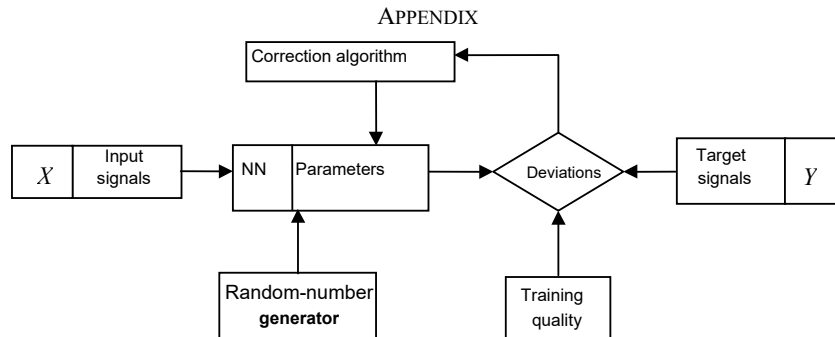 APPENDIX
Correction algorithm
X
Input
signals
NN
Parameters
Deviations
Target
signals
Y
Random-number
generator
Training
quality